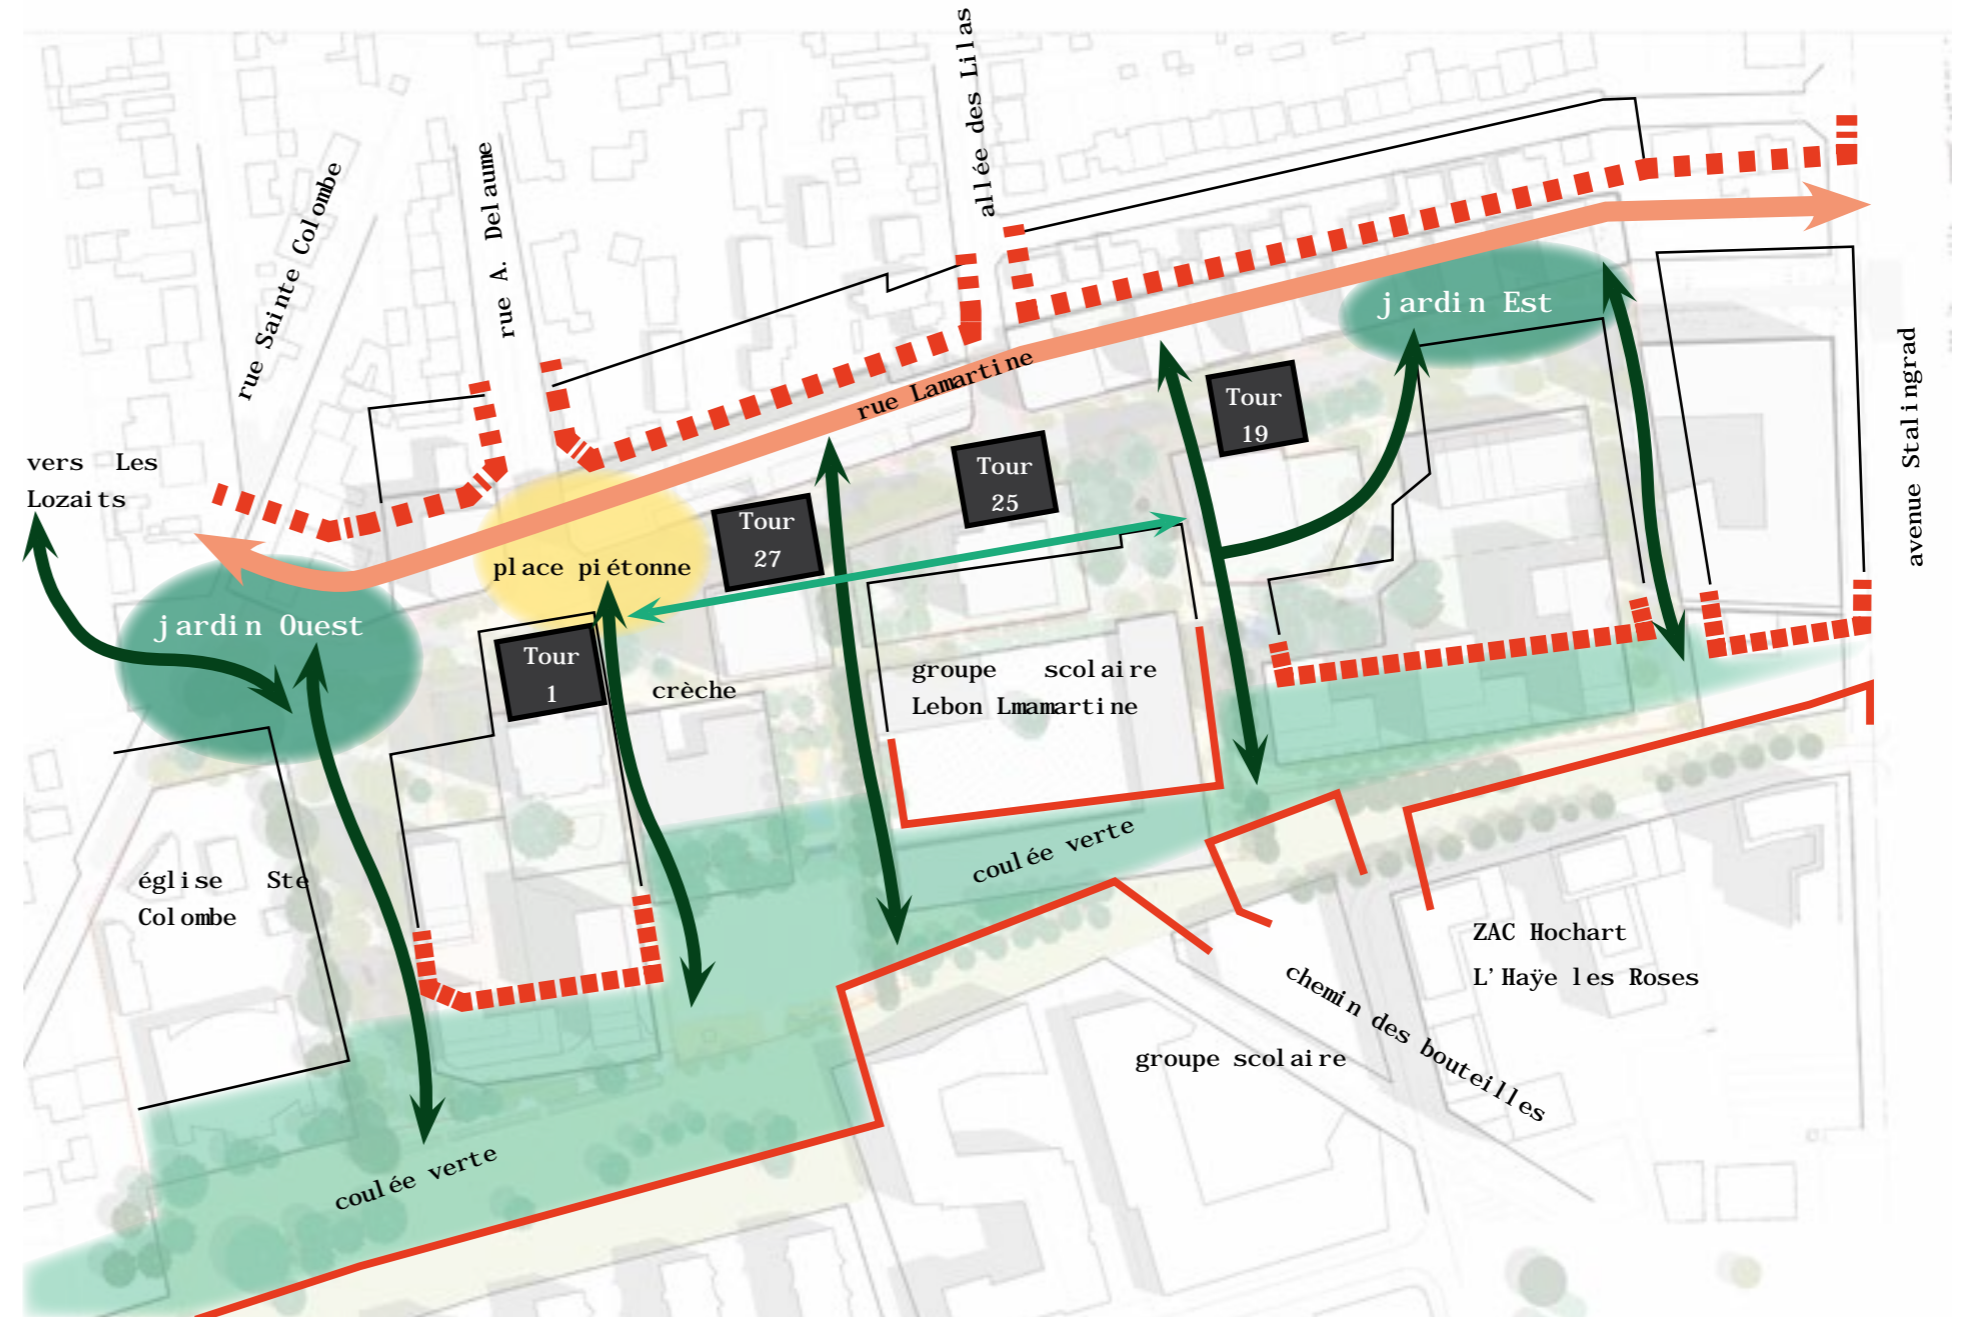 allée des Lilas
rue A. Delaume
rue Sainte Colombe
jardin Est
avenue Stalingrad
rue Lamartine
Tour
19
vers Les
Lozaits
Tour
25
Tour
27
place piétonne
jardin Ouest
Tour
1
crèche
groupe scolaire
Lebon Lmamartine
coulée verte
église Ste
Colombe
ZAC Hochart
L'Haÿe les Roses
chemin des bouteilles
groupe scolaire
coulée verte